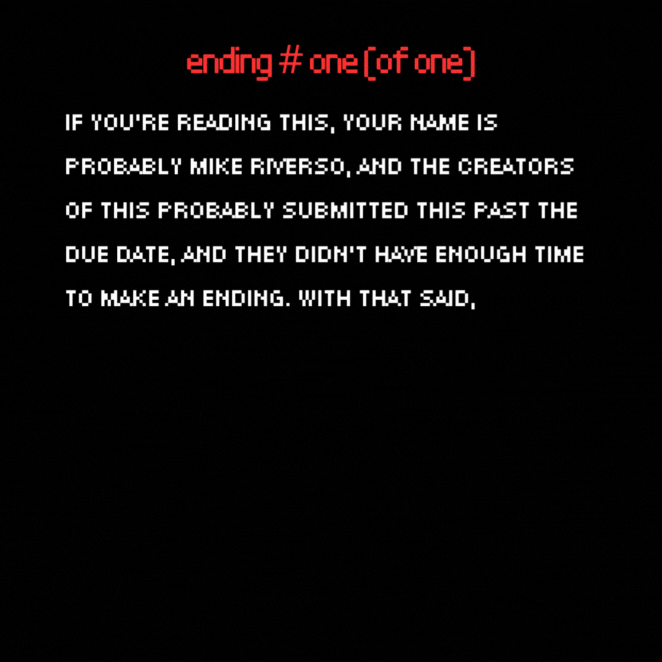 ending # one (of one)
IF YOU'RE READING THIS, YOUR NAME IS
PROBABLY MIKE RIVERSO, AND THE CREATORS
OF THIS PROBABLY SUBMITTED THIS PAST THE
DUE DATE, AND THEY DIDN'T HAVE ENOUGH TIME
TO MAKE AN ENDING. WITH THAT SAID,